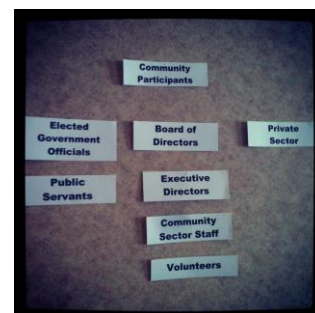 Community
Participants
Elected
Government
Officials
Board of
Directors
Private
Sector
Public
Servants
Executive
Directors
Community
Sector Staff
Volunteers